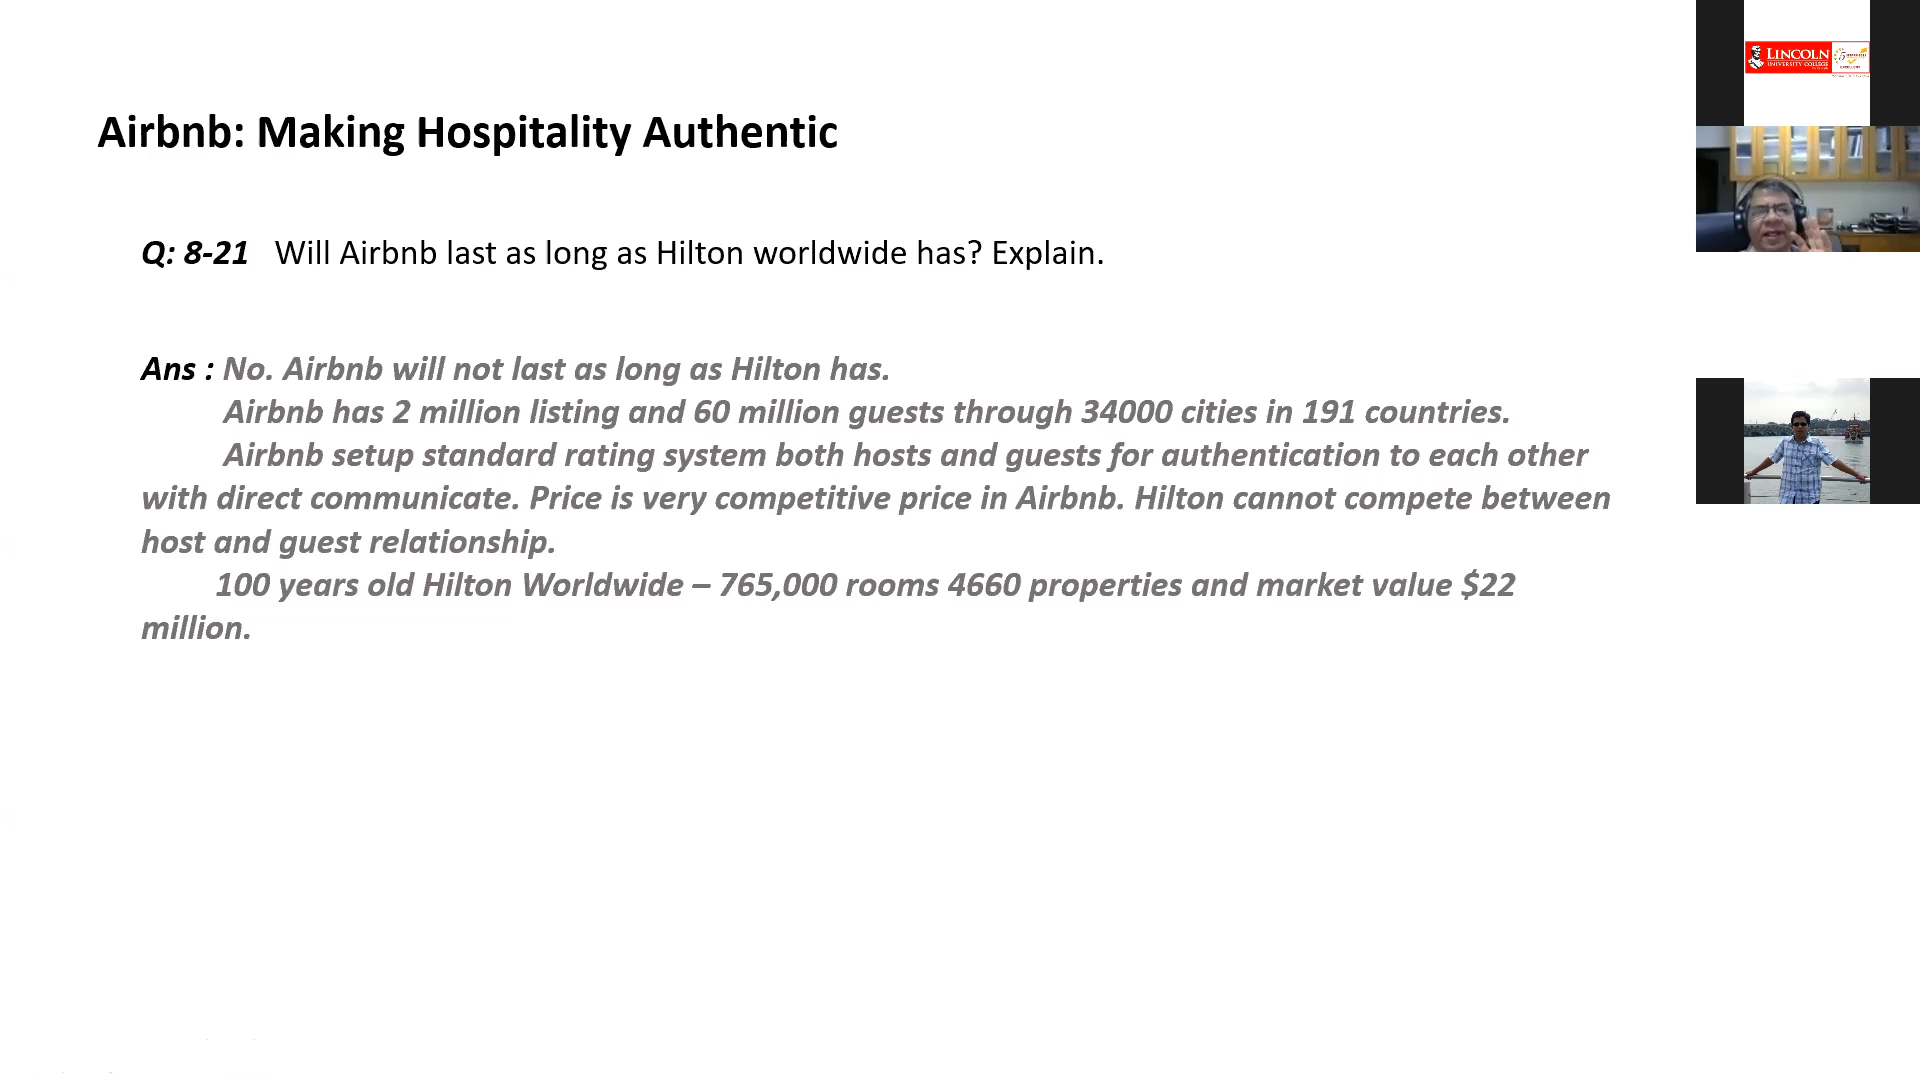 Airbnb: Making Hospitality Authentic
Q: 8-21 Will Airbnb last as long as Hilton worldwide has? Explain.
Ans : No. Airbnb will not last as long as Hilton has.
Airbnb has 2 million listing and 60 million guests through 34000 cities in 191 countries.
Airbnb setup standard rating system both hosts and guests for authentication to each other
with direct communicate. Price is very competitive price in Airbnb. Hilton cannot compete between
host and guest relationship.
100 years old Hilton Worldwide – 765,000 rooms 4660 properties and market value $22
million.
LINCOLN
UNIVERSITY COLLEGE